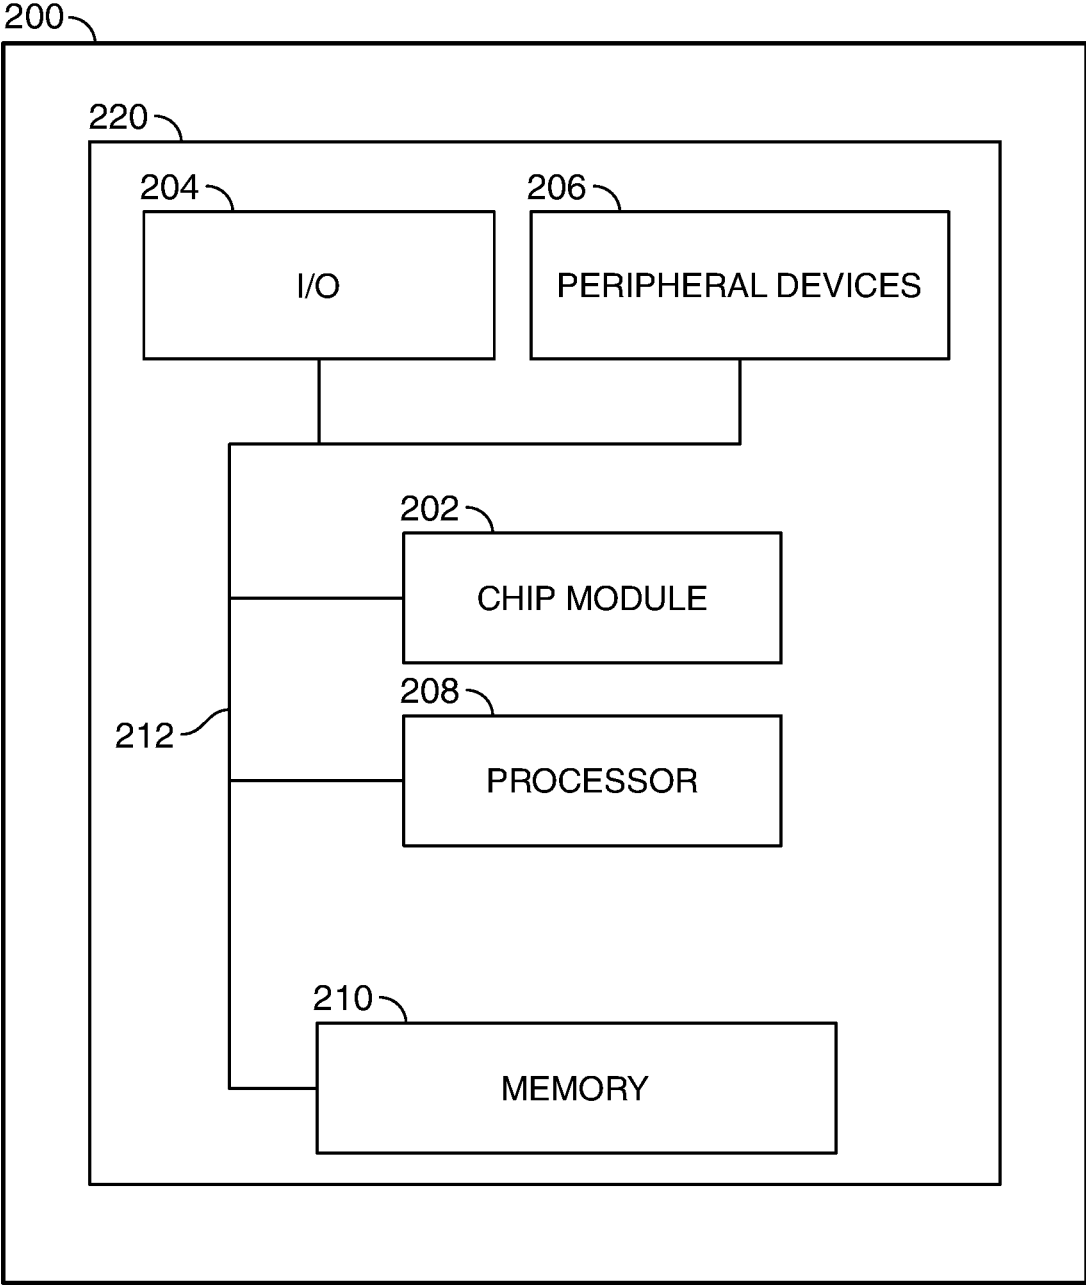 200
220
204
206
I/O
PERIPHERAL DEVICES
202
CHIP MODULE
208
212
PROCESSOR
210
MEMORY